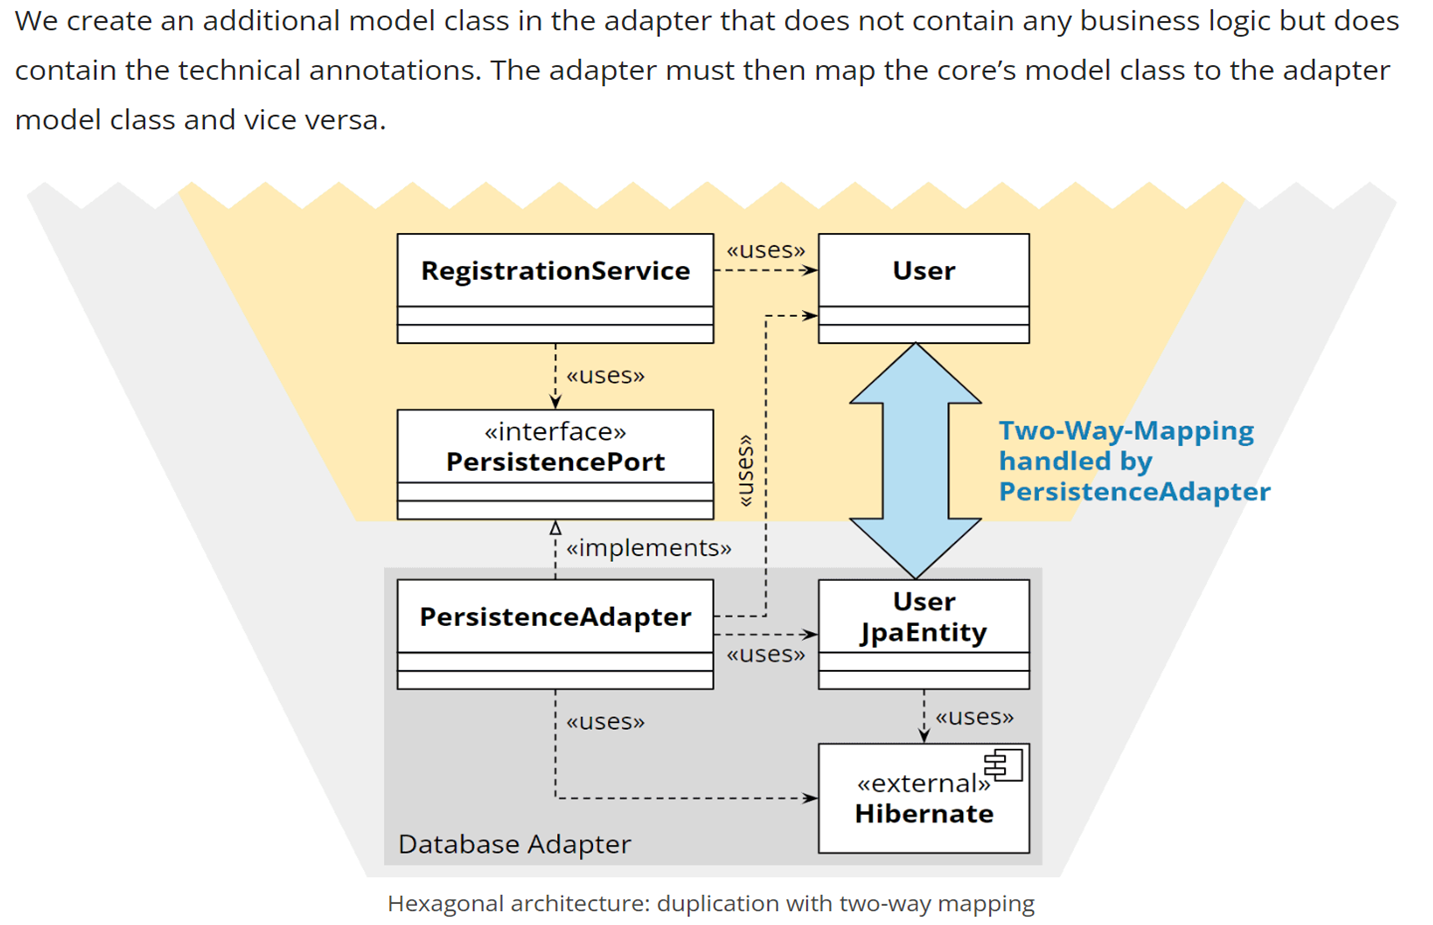 We create an additional model class in the adapter that does not contain any business logic but does
contain the technical annotations. The adapter must then map the core’s model class to the adapter
model class and vice versa.
RegistrationService
«uses»
User
«uses»
«interface»
PersistencePort
«uses»
Two-Way-Mapping
handled by
PersistenceAdapter
«implements»
PersistenceAdapter
«uses»
User
JpaEntity
«uses»
«uses»
«external»
Hibernate
Database Adapter
Hexagonal architecture: duplication with two-way mapping